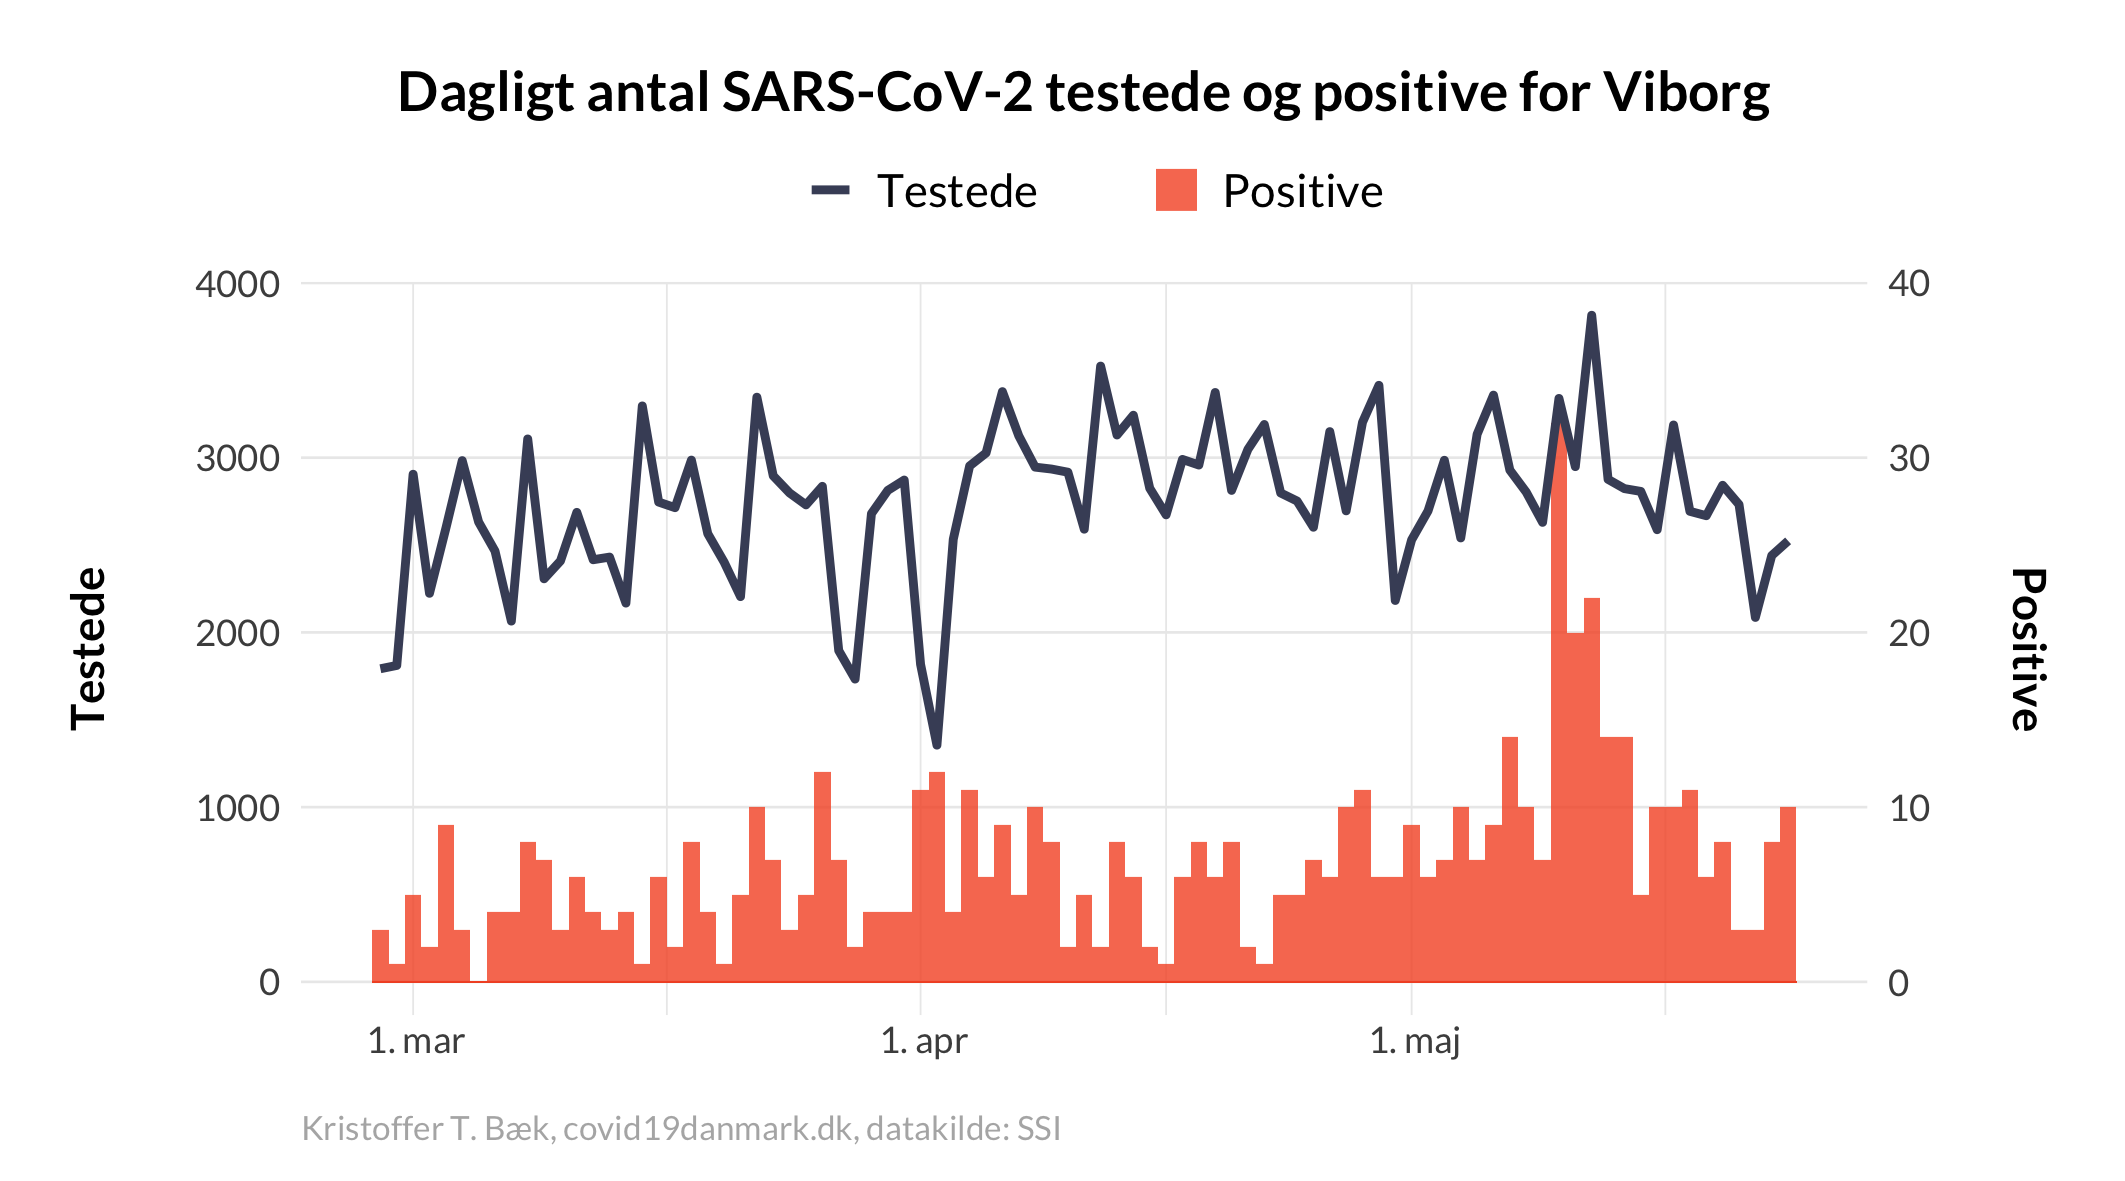 Dagligt antal SARS-CoV-2 testede og positive for Viborg
Testede Positive
4000 40
3000 30
2000 20
1000 10
0 0
Testede
Positive
1. mar 1. apr 1. maj
Kristoffer T. Bæk, covid19danmark.dk, datakilde: SSI